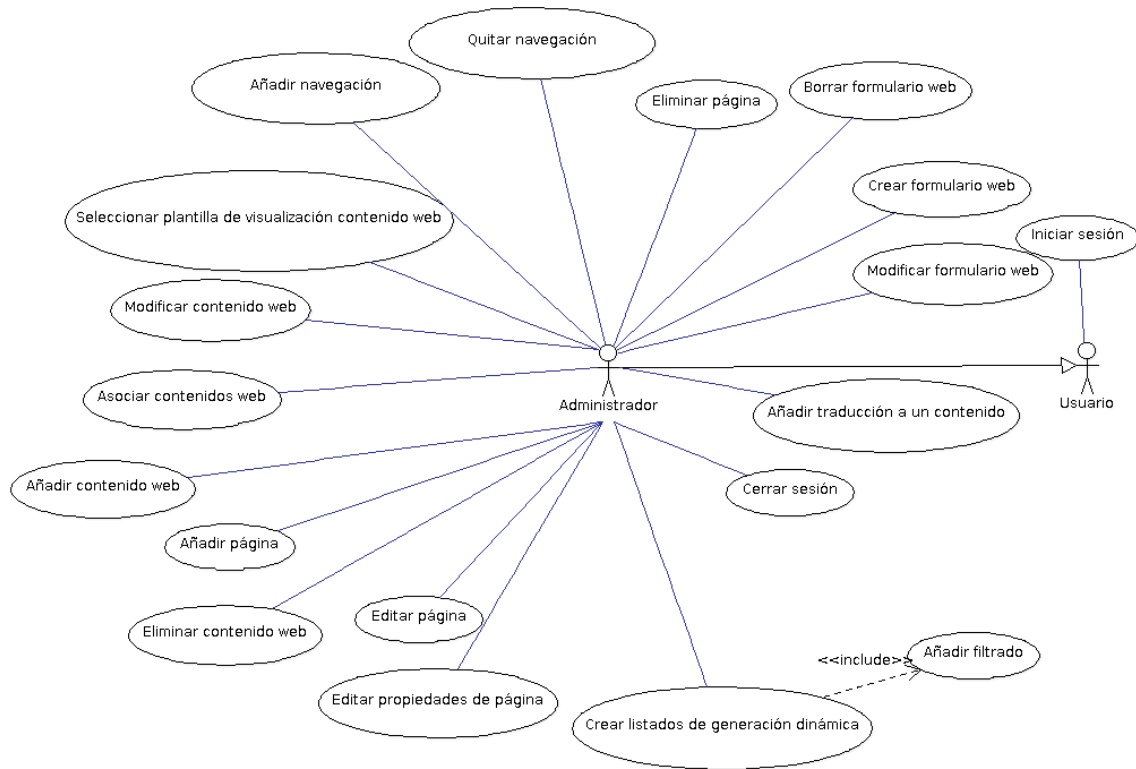 Quitar navegación
Añadir navegación
Eliminar página
Borrar formulario web
Crear formulario web
Seleccionar plantilla de visualización contenido web
Iniciar sesión
Modificar formulario web
Modificar contenido web
Asociar contenidos web
Administrador
Usuario
Añadir traducción a un contenido
Añadir contenido web
Cerrar sesión
Añadir página
Editar página
Eliminar contenido web
Añadir filtrado
<<include>>
Editar propiedades de página
Crear listados de generación dinámica